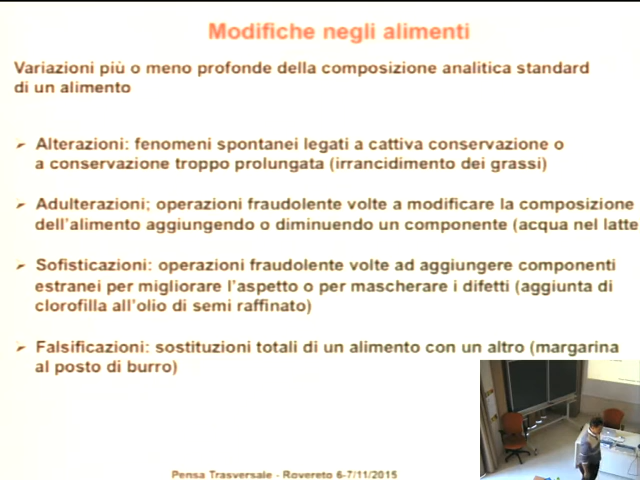 Modifiche negli alimenti
Variazioni più o meno profonde della composizione analitica standard
di un alimento
Alterazioni: fenomeni spontanei legati a cattiva conservazione o
a conservazione troppo prolungata (irrancidimento dei grassi)
Adulterazioni; operazioni fraudolente volte a modificare la composizione
dell'alimento aggiungendo o diminuendo un componente (acqua nel latte
Sofisticazioni: operazioni fraudolente volte ad aggiungere componenti
estranei per migliorare l'aspetto o per mascherare i difetti (aggiunta di
clorofilla all'olio di semi raffinato)
Falsificazioni: sostituzioni totali di un alimento con un altro (margarina
al posto di burro)
Pensa Trasversale - Rovereto 6-7/11/2015